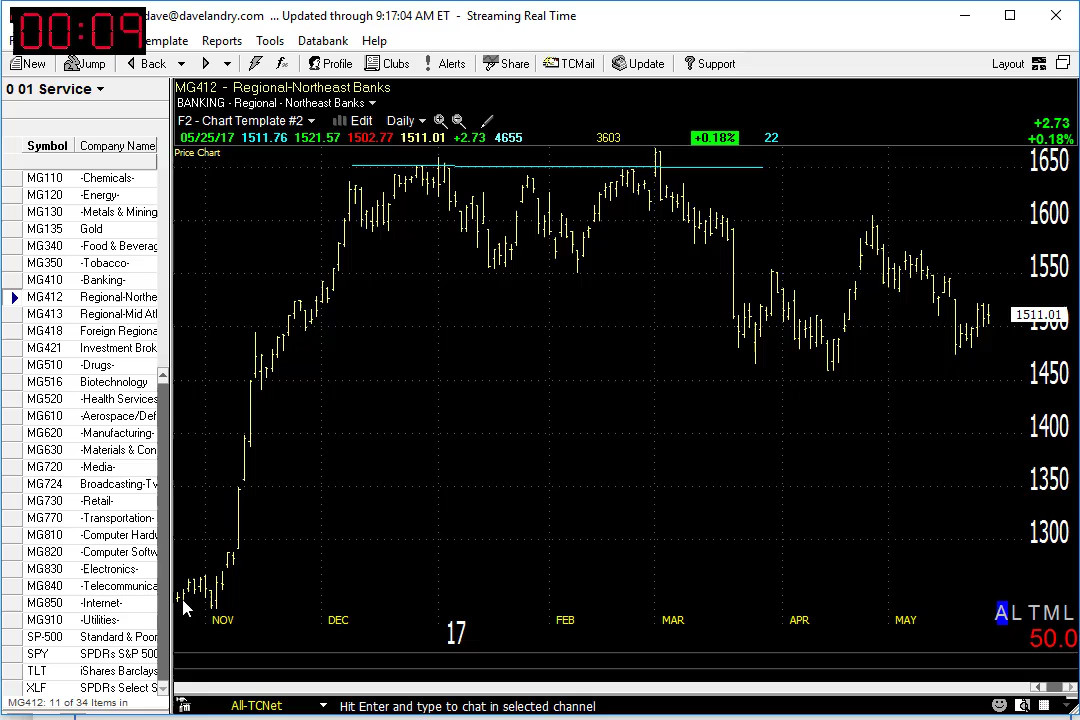 00:09
dave@davelandry.com ... Updated through 9:17:04 AM ET - Streaming Real Time
emplate Reports Tools Databank Help
New Jump Back Profile Clubs Alerts Share TCMail Update Support Layout
0 01 Service
MG412 - Regional-Northeast Banks
BANKING - Regional - Northeast Banks
F2 - Chart Template #2 Edit Daily
05/25/17 1511.76 1521.57 1502.77 1511.01 +2.73 4655 3603 +0.18% 22
+2.73
+0.18%
Price Chart
Symbol Company Name
MG110 -Chemicals-
MG120 -Energy-
MG130 -Metals & Mining
MG135 Gold
MG340 -Food & Beverag
MG350 -Tobacco-
MG410 -Banking-
MG412 Regional-Northe
MG413 Regional-Mid Atl
MG418 Foreign Regiona
MG421 Investment Brok
MG510 -Drugs-
MG516 Biotechnology
MG520 -Health Services
MG610 -Aerospace/Def
MG620 -Manufacturing-
MG630 -Materials & Con
MG720 -Media-
MG724 Broadcasting-Tv
MG730 -Retail-
MG770 -Transportation-
MG810 -Computer Hardw
MG820 -Computer Softw
MG830 -Electronics-
MG840 -Telecommunica
MG850 -Internet-
MG910 -Utilities-
SP-500 Standard & Poor
SPY SPDRs S&P 500
TLT iShares Barclays
XLF SPDRs Select S
MG412: 11 of 34 Items in
1650
1600
1550
1511.01
1500
1450
1400
1350
1300
NOV DEC 17 FEB MAR APR MAY
A L T M L
50.0
All-TCNet Hit Enter and type to chat in selected channel